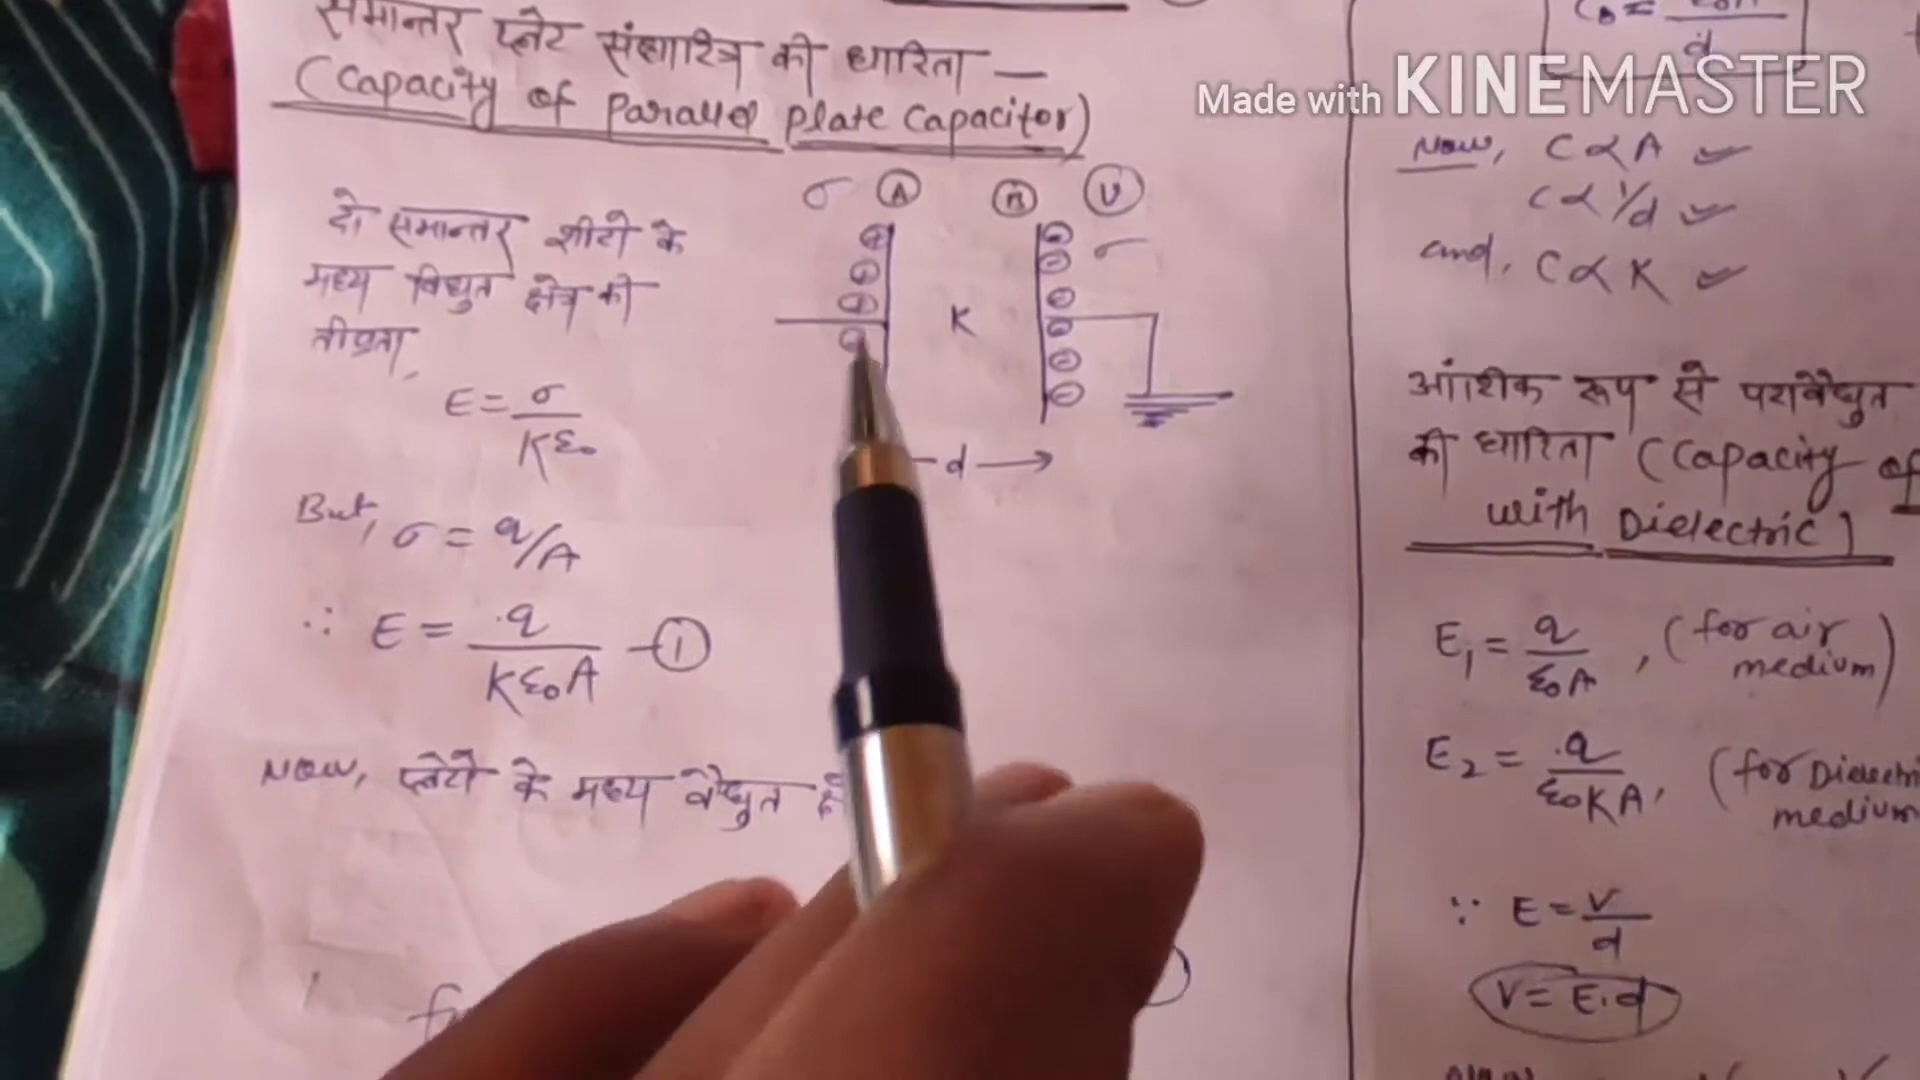 समान्तर प्लेट संधारित्र की धारिता —
(Capacity of Parallel Plate Capacitor)
दो समान्तर शीटो के
मध्य विद्युत क्षेत्र की
तीव्रता,
E = σ/Kε₀
But, σ = q/A
∴ E = q/Kε₀A —①
Now, प्लेटो के मध्य वैद्युत
σ Ⓐ
K
σ
d →
d
Made with KINEMASTER
Now, C ∝ A ✓
C ∝ 1/d ✓
and, C ∝ K ✓
आंशिक रूप से परावैद्युत
की धारिता (Capacity of
with Dielectric)
E₁ = q/ε₀A , (for air medium)
E₂ = q/ε₀KA, (for Dielectri medium
∵ E = V/d
V = E.d